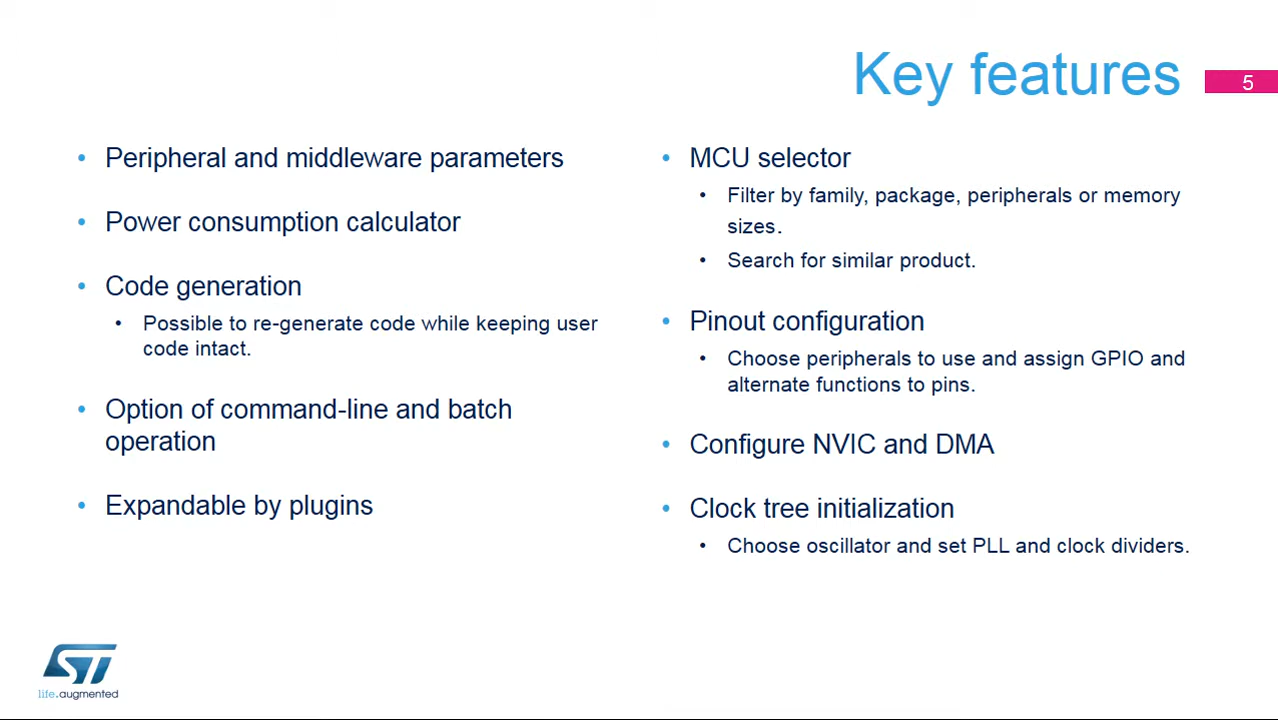 Key features
5
• Peripheral and middleware parameters
• Power consumption calculator
• Code generation
• Possible to re-generate code while keeping user
code intact.
• Option of command-line and batch
operation
• Expandable by plugins
• MCU selector
• Filter by family, package, peripherals or memory
sizes.
• Search for similar product.
• Pinout configuration
• Choose peripherals to use and assign GPIO and
alternate functions to pins.
• Configure NVIC and DMA
• Clock tree initialization
• Choose oscillator and set PLL and clock dividers.
ST
life.augmented